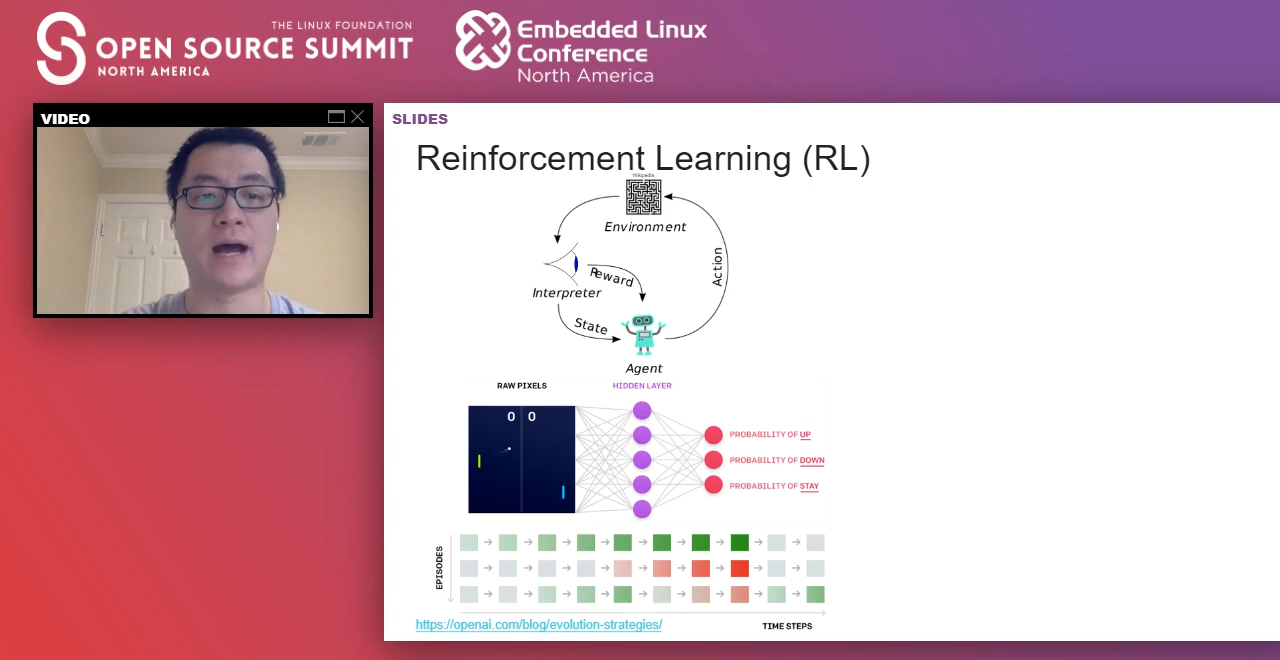 THE LINUX FOUNDATION
OPEN SOURCE SUMMIT
NORTH AMERICA
Embedded Linux
Conference
North America
VIDEO
SLIDES
Reinforcement Learning (RL)
Wikipedia
Environment
Reward
Action
Interpreter
State
Agent
RAW PIXELS
HIDDEN LAYER
0 0
PROBABILITY OF UP
PROBABILITY OF DOWN
PROBABILITY OF STAY
EPISODES
https://openai.com/blog/evolution-strategies/
TIME STEPS